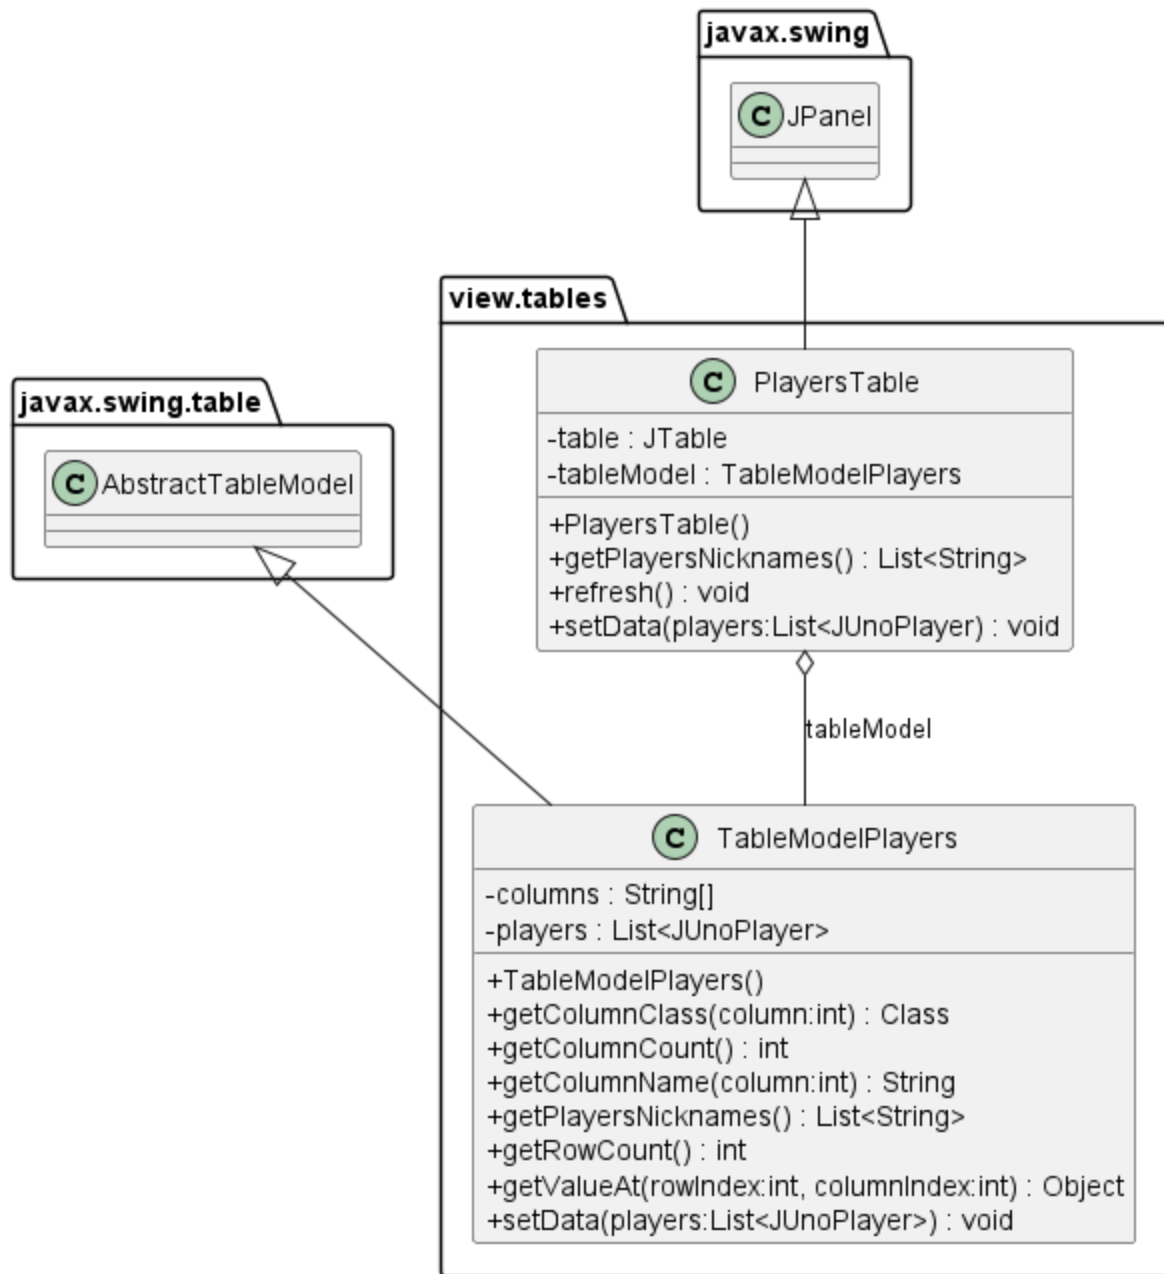 javax.swing
C JPanel
view.tables
C PlayersTable
-table : JTable
-tableModel : TableModelPlayers
+PlayersTable()
+getPlayersNicknames() : List<String>
+refresh() : void
+setData(players:List<JUnoPlayer) : void
javax.swing.table
C AbstractTableModel
tableModel
C TableModelPlayers
-columns : String[]
-players : List<JUnoPlayer>
+TableModelPlayers()
+getColumnClass(column:int) : Class
+getColumnCount() : int
+getColumnName(column:int) : String
+getPlayersNicknames() : List<String>
+getRowCount() : int
+getValueAt(rowIndex:int, columnIndex:int) : Object
+setData(players:List<JUnoPlayer>) : void